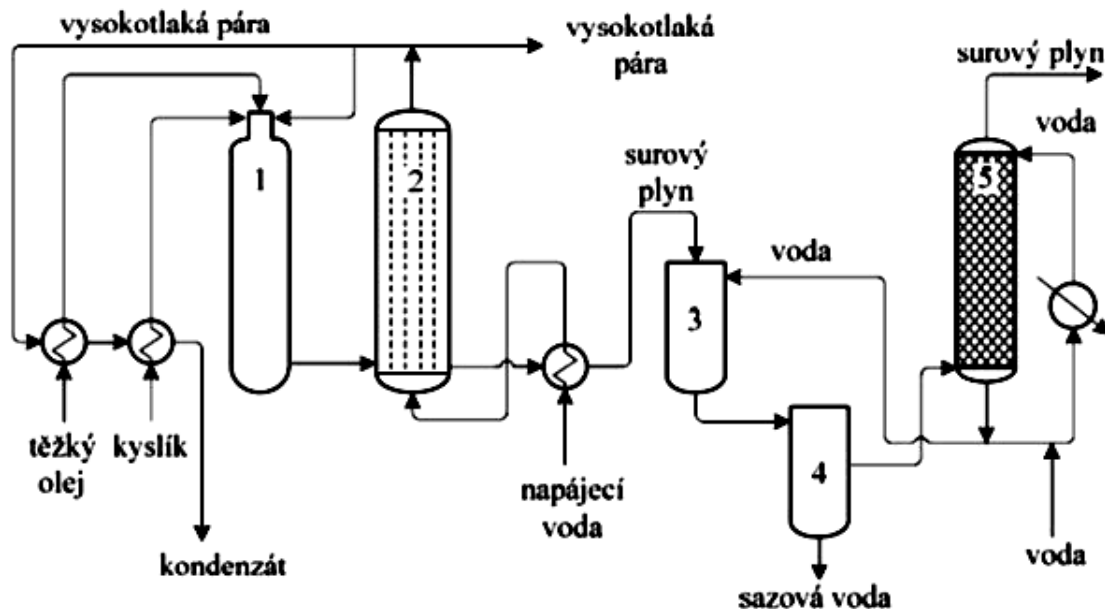 vysokotlaká pára
vysokotlaká
pára
surový plyn
voda
1
2
surový
plyn
5
voda
3
těžký
olej
kyslík
napájecí
voda
4
kondenzát
voda
sazová voda